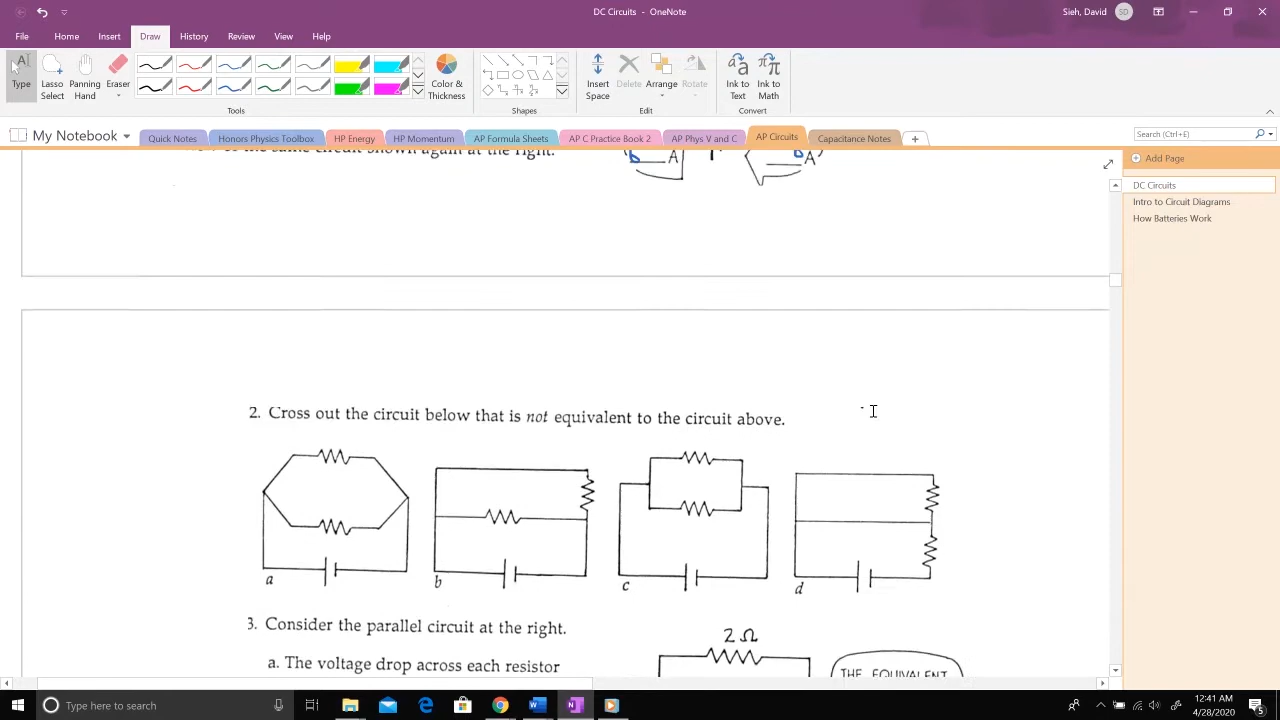 DC Circuits - OneNote
Sieh, David
SD
File
Home
Insert
Draw
History
Review
View
Help
Type
Lasso Select
Panning Hand
Eraser
Color & Thickness
Insert Space
Delete
Arrange
Rotate
Ink to Text
Ink to Math
Tools
Shapes
Edit
Convert
My Notebook
Quick Notes
Honors Physics Toolbox
HP Energy
HP Momentum
AP Formula Sheets
AP C Practice Book 2
AP Phys V and C
AP Circuits
Capacitance Notes
Search (Ctrl+E)
Add Page
DC Circuits
Intro to Circuit Diagrams
How Batteries Work
the same circuit shown again at the right.
b A
b A
2. Cross out the circuit below that is not equivalent to the circuit above.
a
b
c
d
3. Consider the parallel circuit at the right.
2 Ω
a. The voltage drop across each resistor
THE EQUIVALENT
Type here to search
12:41 AM
4/28/2020
5